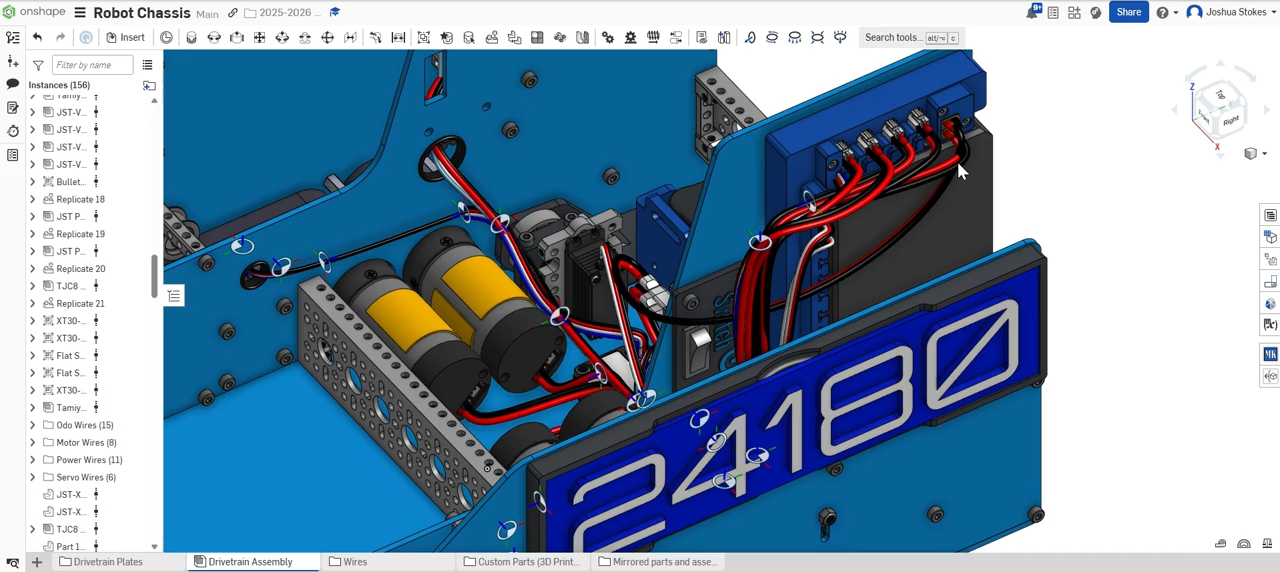 onshape Robot Chassis Main 2025-2026 ... 9+ Share Joshua Stokes
Insert Search tools... alt/⌥ c
Filter by name
Instances (156)
JST-V...
JST-V...
JST-V...
JST-V...
Bullet...
Replicate 18
JST P...
Replicate 19
JST P...
Replicate 20
TJC8 ...
Replicate 21
XT30-...
XT30-...
Flat S...
Flat S...
XT30-...
Tamiy...
Odo Wires (15)
Motor Wires (8)
Power Wires (11)
Servo Wires (6)
JST-X...
JST-X...
TJC8 ...
Part 1...
Z
Right
X
24180
Drivetrain Plates Drivetrain Assembly Wires Custom Parts (3D Print... Mirrored parts and asse...